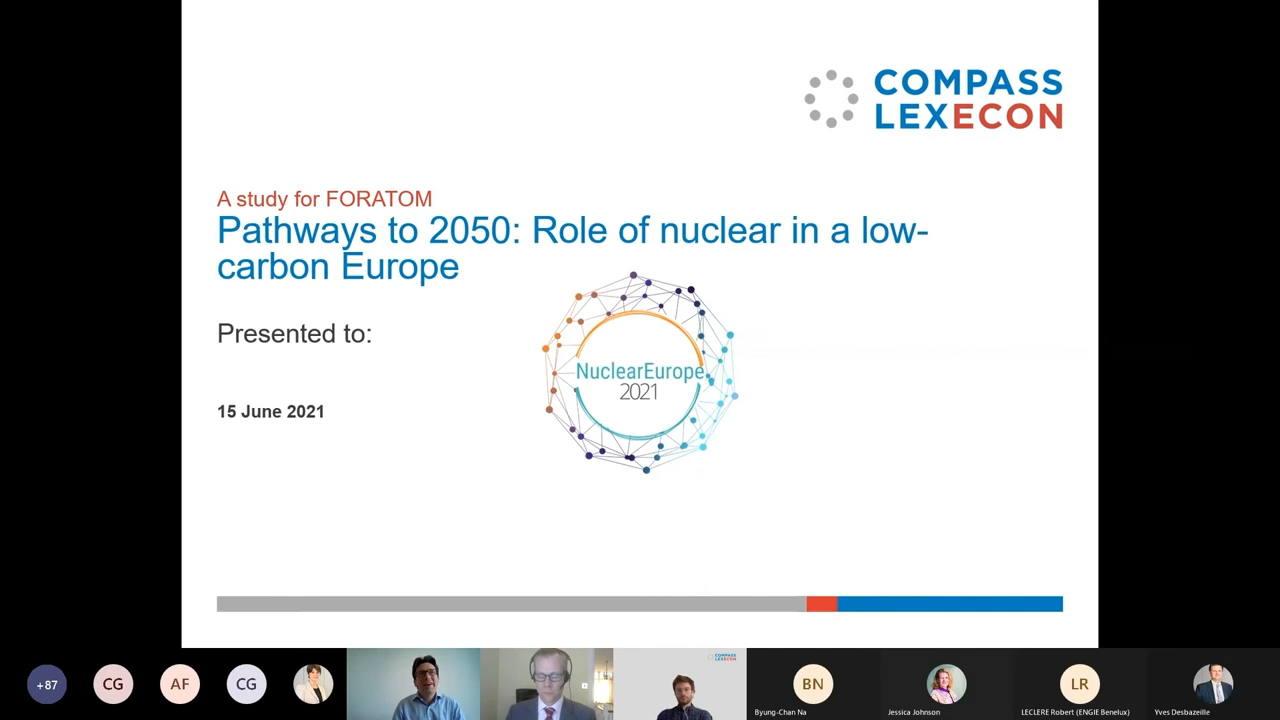 COMPASS
LEXECON
A study for FORATOM
Pathways to 2050: Role of nuclear in a low-
carbon Europe
Presented to:
NuclearEurope
2021
15 June 2021
+87
CG
AF
CG
COMPASS
LEXECON
BN
LR
Byung-Chan Na
Jessica Johnson
LECLERE Robert (ENGIE Benelux)
Yves Desbazeille